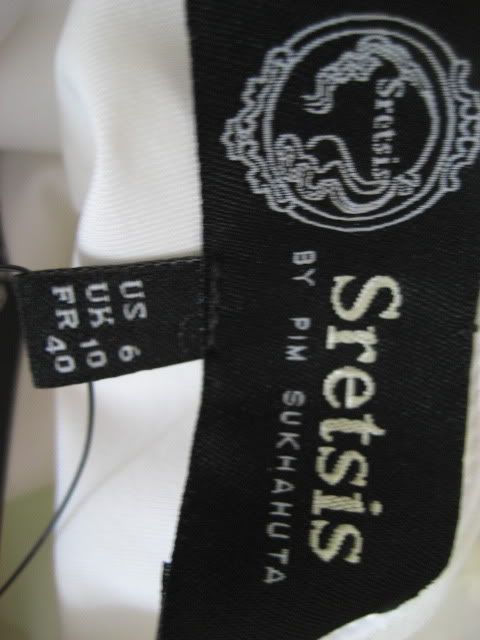 Sretsis
Sretsis
BY PIM SUKHAHUTA
US 6
UK 10
FR 40